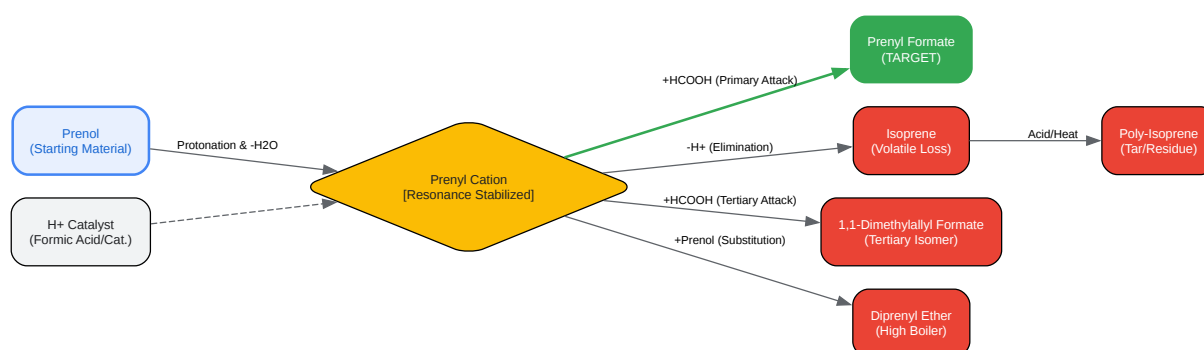 Prenyl Formate
(TARGET)
+HCOOH (Primary Attack)
Prenol
(Starting Material)
Protonation & -H2O
Isoprene
(Volatile Loss)
Acid/Heat
Poly-Isoprene
(Tar/Residue)
-H+ (Elimination)
Prenyl Cation
[Resonance Stabilized]
+HCOOH (Tertiary Attack)
H+ Catalyst
(Formic Acid/Cat.)
1,1-Dimethylallyl Formate
(Tertiary Isomer)
+Prenol (Substitution)
Diprenyl Ether
(High Boiler)